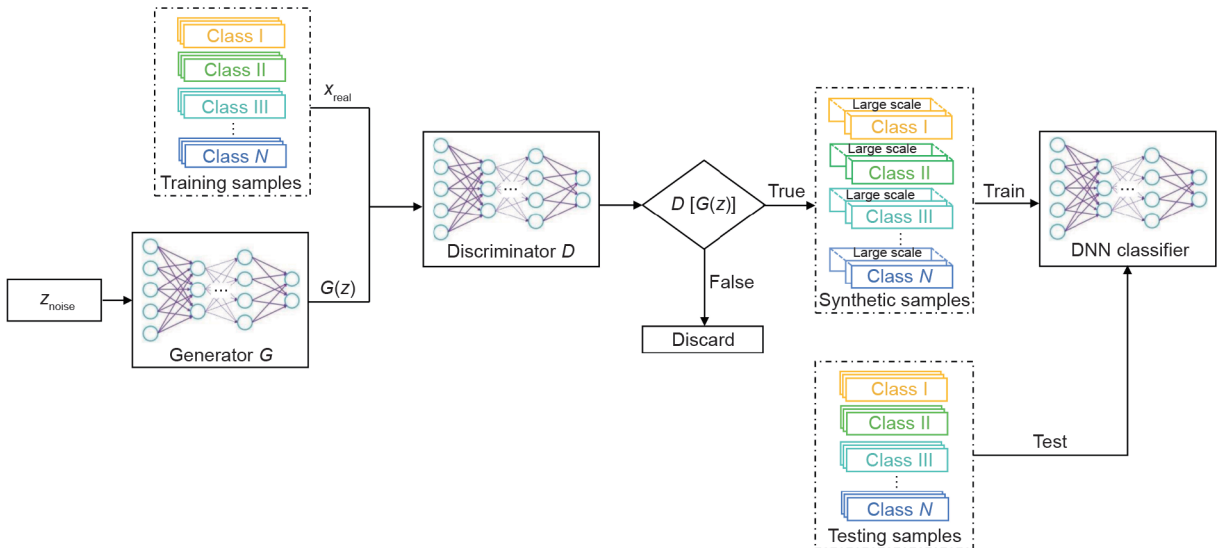 Class I
Class II
Class III
⋮
Class N
Training samples
x_real
z_noise
...
Generator G
G(z)
...
Discriminator D
D [G(z)]
True
False
Discard
Large scale
Class I
Large scale
Class II
Large scale
Class III
⋮
Large scale
Class N
Synthetic samples
Train
...
DNN classifier
Class I
Class II
Class III
⋮
Class N
Testing samples
Test